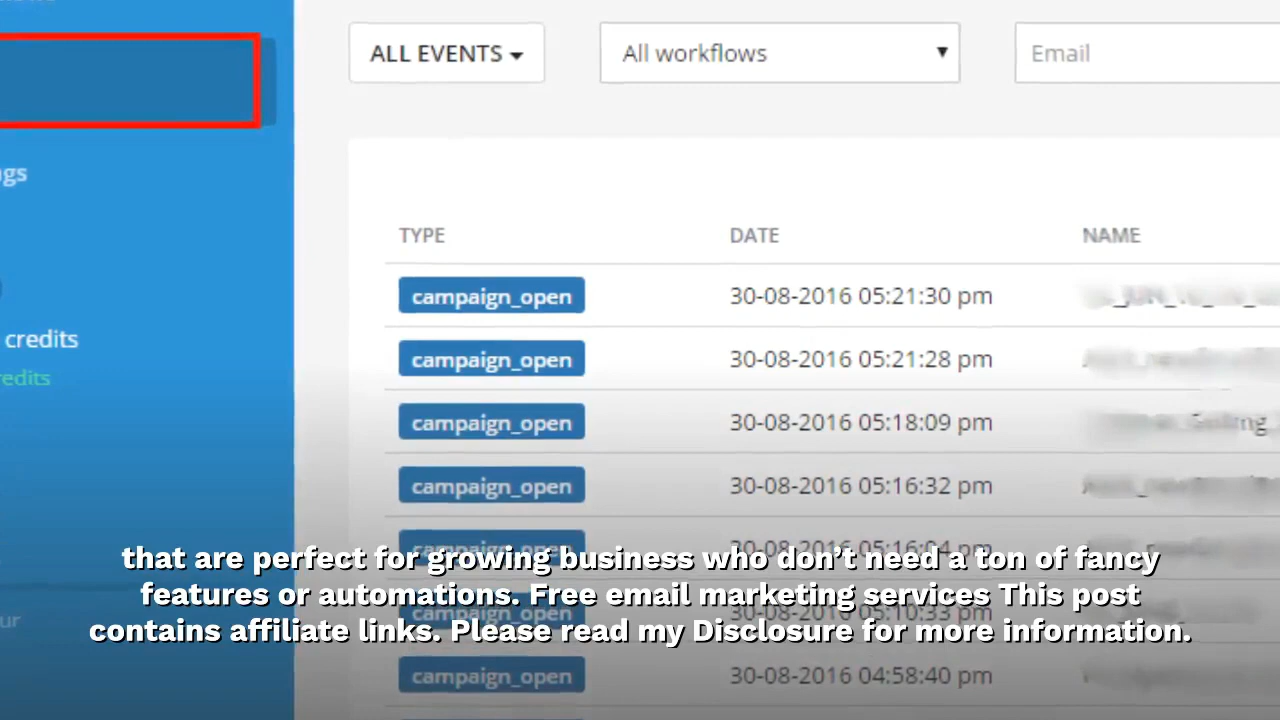 ALL EVENTS
All workflows
Email
TYPE DATE NAME
campaign_open 30-08-2016 05:21:30 pm
credits
campaign_open 30-08-2016 05:21:28 pm
campaign_open 30-08-2016 05:18:09 pm
campaign_open 30-08-2016 05:16:32 pm
campaign_open 30-08-2016 05:16:04 pm
that are perfect for growing business who don't need a ton of fancy
features or automations. Free email marketing services This post
campaign_open 30-08-2016 05:10:33 pm
contains affiliate links. Please read my Disclosure for more information.
campaign_open 30-08-2016 04:58:40 pm